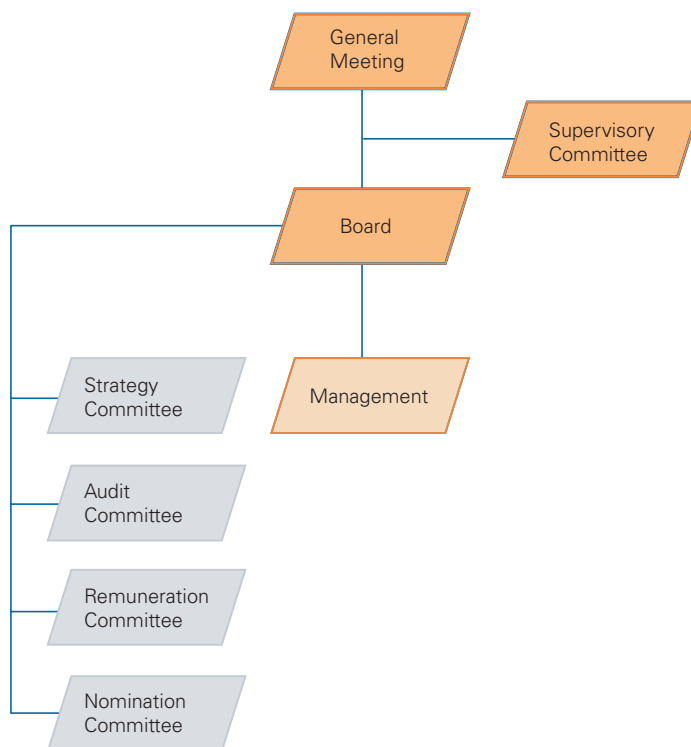 General
Meeting
Supervisory
Committee
Board
Strategy
Committee
Management
Audit
Committee
Remuneration
Committee
Nomination
Committee